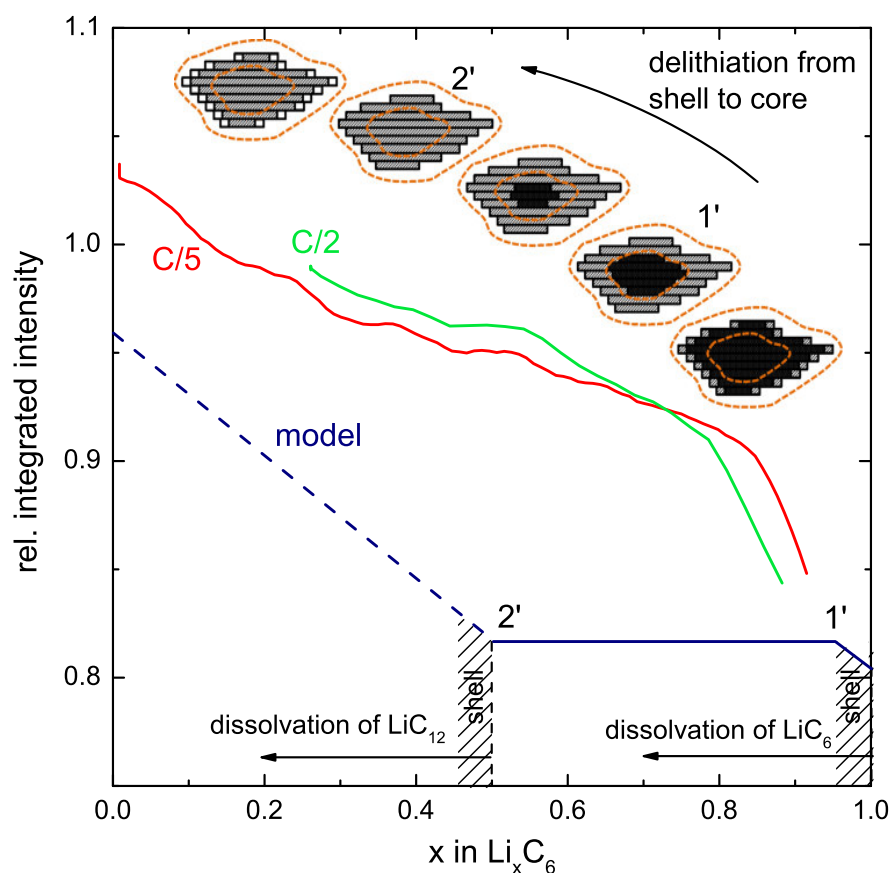 1.1
1.0
0.9
0.8
rel. integrated intensity
delithiation from
shell to core
2'
1'
C/2
C/5
model
2'
1'
shell
shell
dissolvation of LiC12
dissolvation of LiC6
0.0
0.2
0.4
0.6
0.8
1.0
x in LixC6